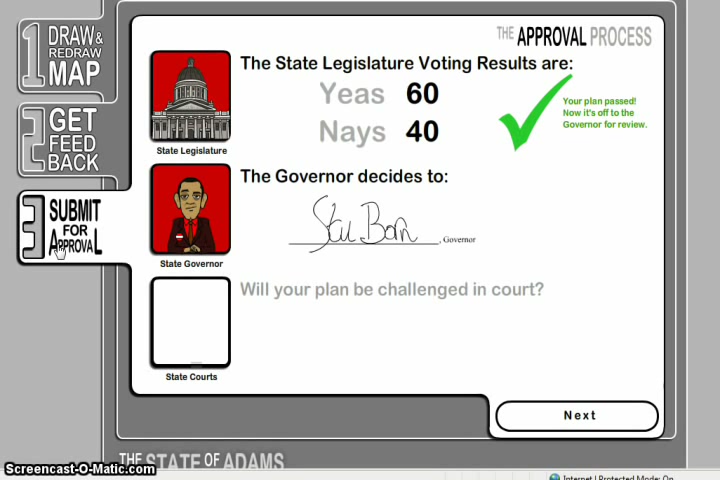 1 DRAW & REDRAW MAP
2 GET FEED BACK
3 SUBMIT FOR APPROVAL
THE APPROVAL PROCESS
The State Legislature Voting Results are:
Yeas 60
Nays 40
Your plan passed!
Now it's off to the
Governor for review.
State Legislature
The Governor decides to:
, Governor
State Governor
Will your plan be challenged in court?
State Courts
Next
THE STATE OF ADAMS
Screencast-O-Matic.com
Internet | Protected Mode: On